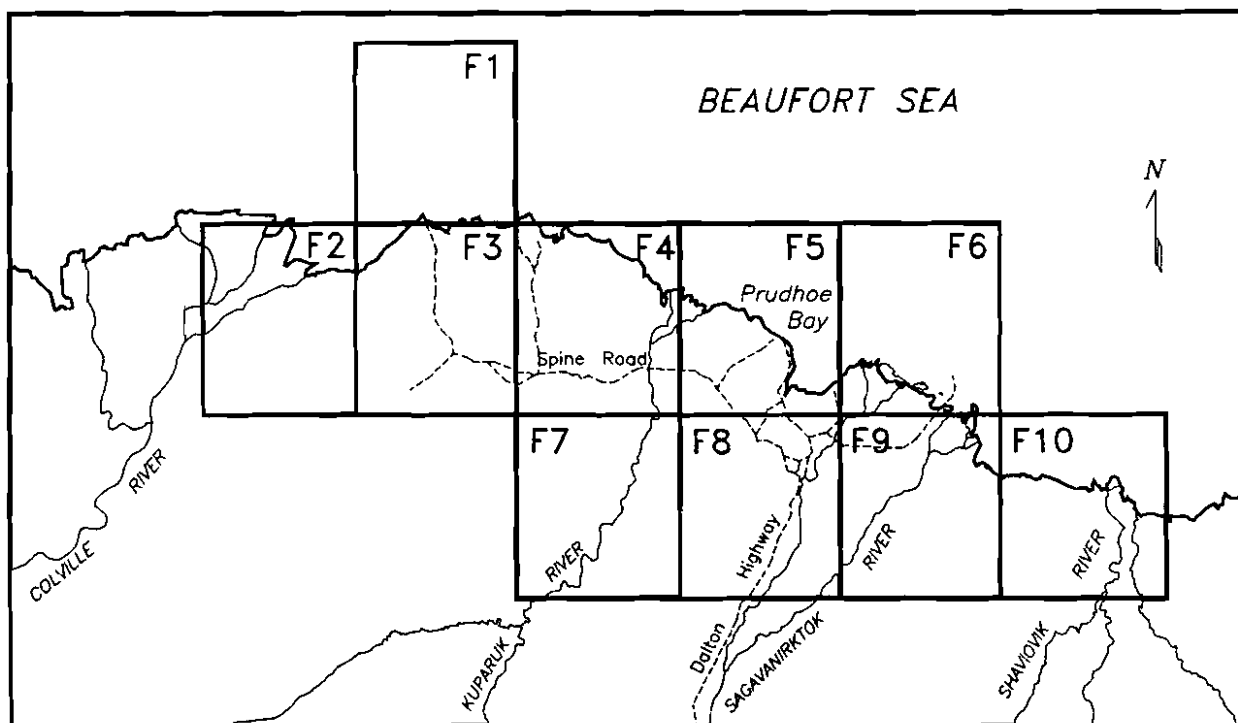 F1
BEAUFORT SEA
N
F2
F3
F4
F5
F6
Prudhoe
Bay
Spine Road
F7
F8
F9
F10
COLVILLE RIVER
KUPARUK RIVER
Dalton Highway
SAGAVANIRKTOK RIVER
SHAVIOVIK RIVER